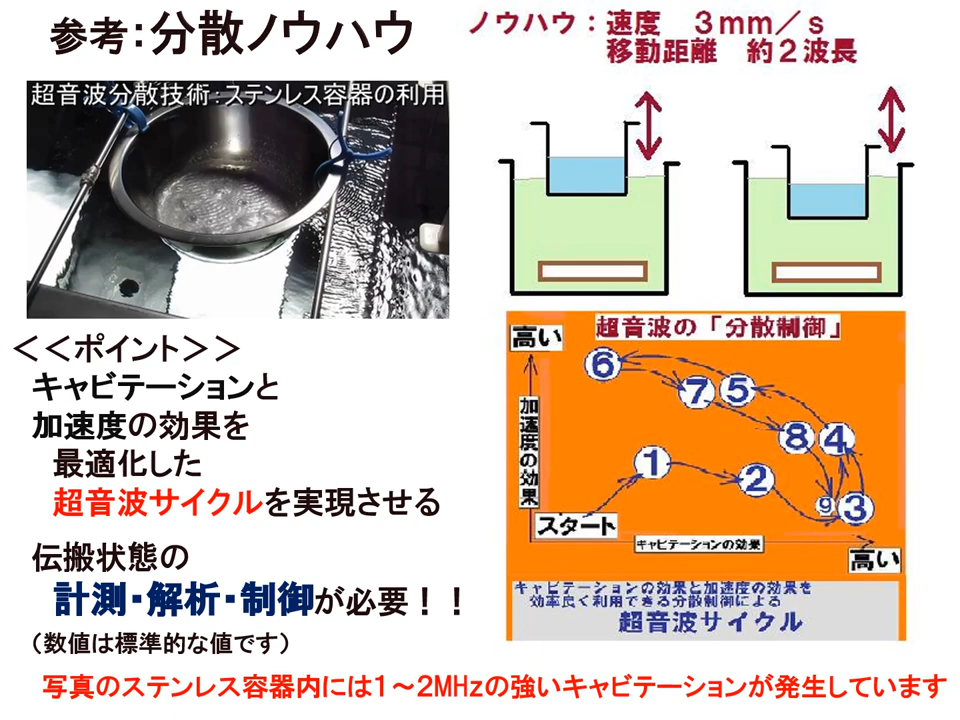 参考：分散ノウハウ
ノウハウ：速度　３ｍｍ／ｓ
移動距離　約２波長
超音波分散技術：ステンレス容器の利用
＜＜ポイント＞＞
キャビテーションと
加速度の効果を
最適化した
超音波サイクルを実現させる
伝搬状態の
計測・解析・制御が必要！！
（数値は標準的な値です）
超音波の「分散制御」
高い
加速度の効果
6
7
5
8
4
1
2
9
3
スタート
キャビテーションの効果
高い
キャビテーションの効果と加速度の効果を
効率良く利用できる分散制御による
超音波サイクル
写真のステンレス容器内には１～２MHzの強いキャビテーションが発生しています